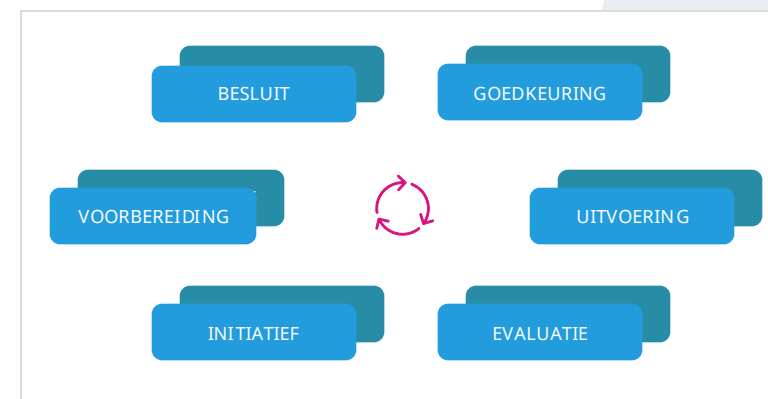 BESLUIT
GOEDKEURING
VOORBEREIDING
UITVOERING
INITIATIEF
EVALUATIE